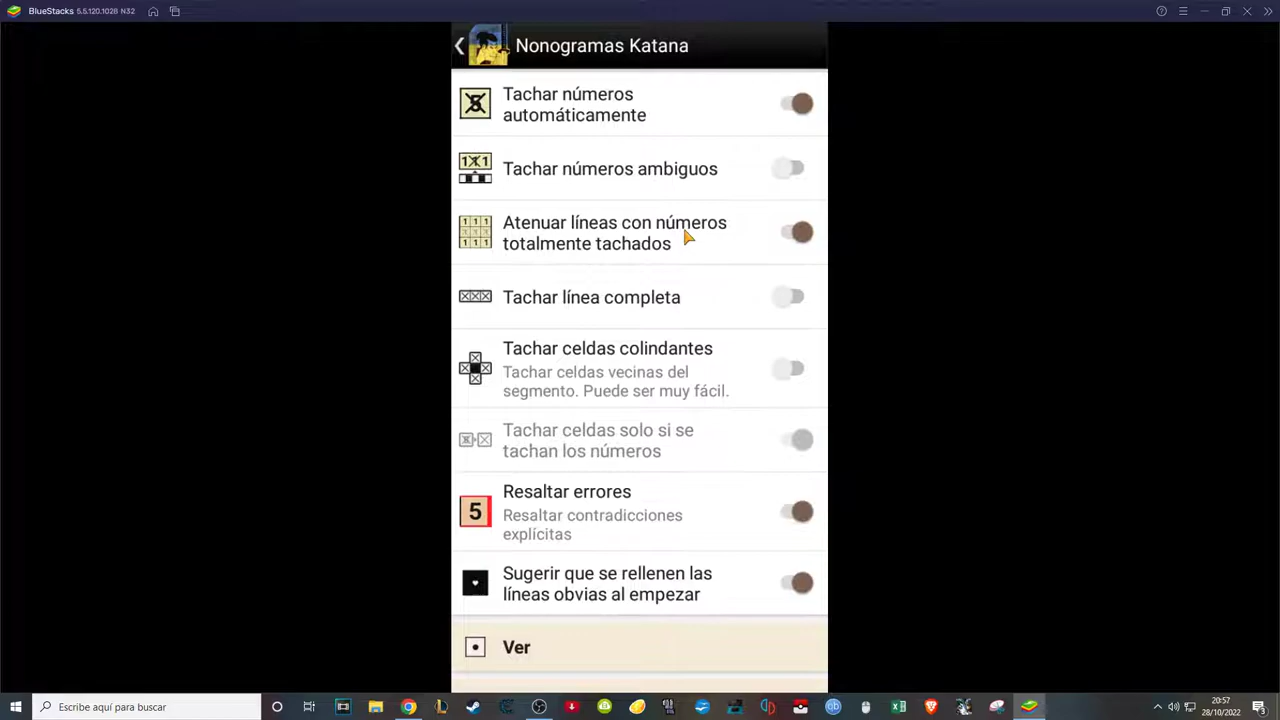 BlueStacks 5.5.120.1028 N32
Nonogramas Katana
Tachar números
automáticamente
Tachar números ambiguos
Atenuar líneas con números
totalmente tachados
Tachar línea completa
Tachar celdas colindantes
Tachar celdas vecinas del
segmento. Puede ser muy fácil.
Tachar celdas solo si se
tachan los números
5
Resaltar errores
Resaltar contradicciones
explícitas
Sugerir que se rellenen las
líneas obvias al empezar
Ver
Escribe aquí para buscar
20:57
28/10/2022